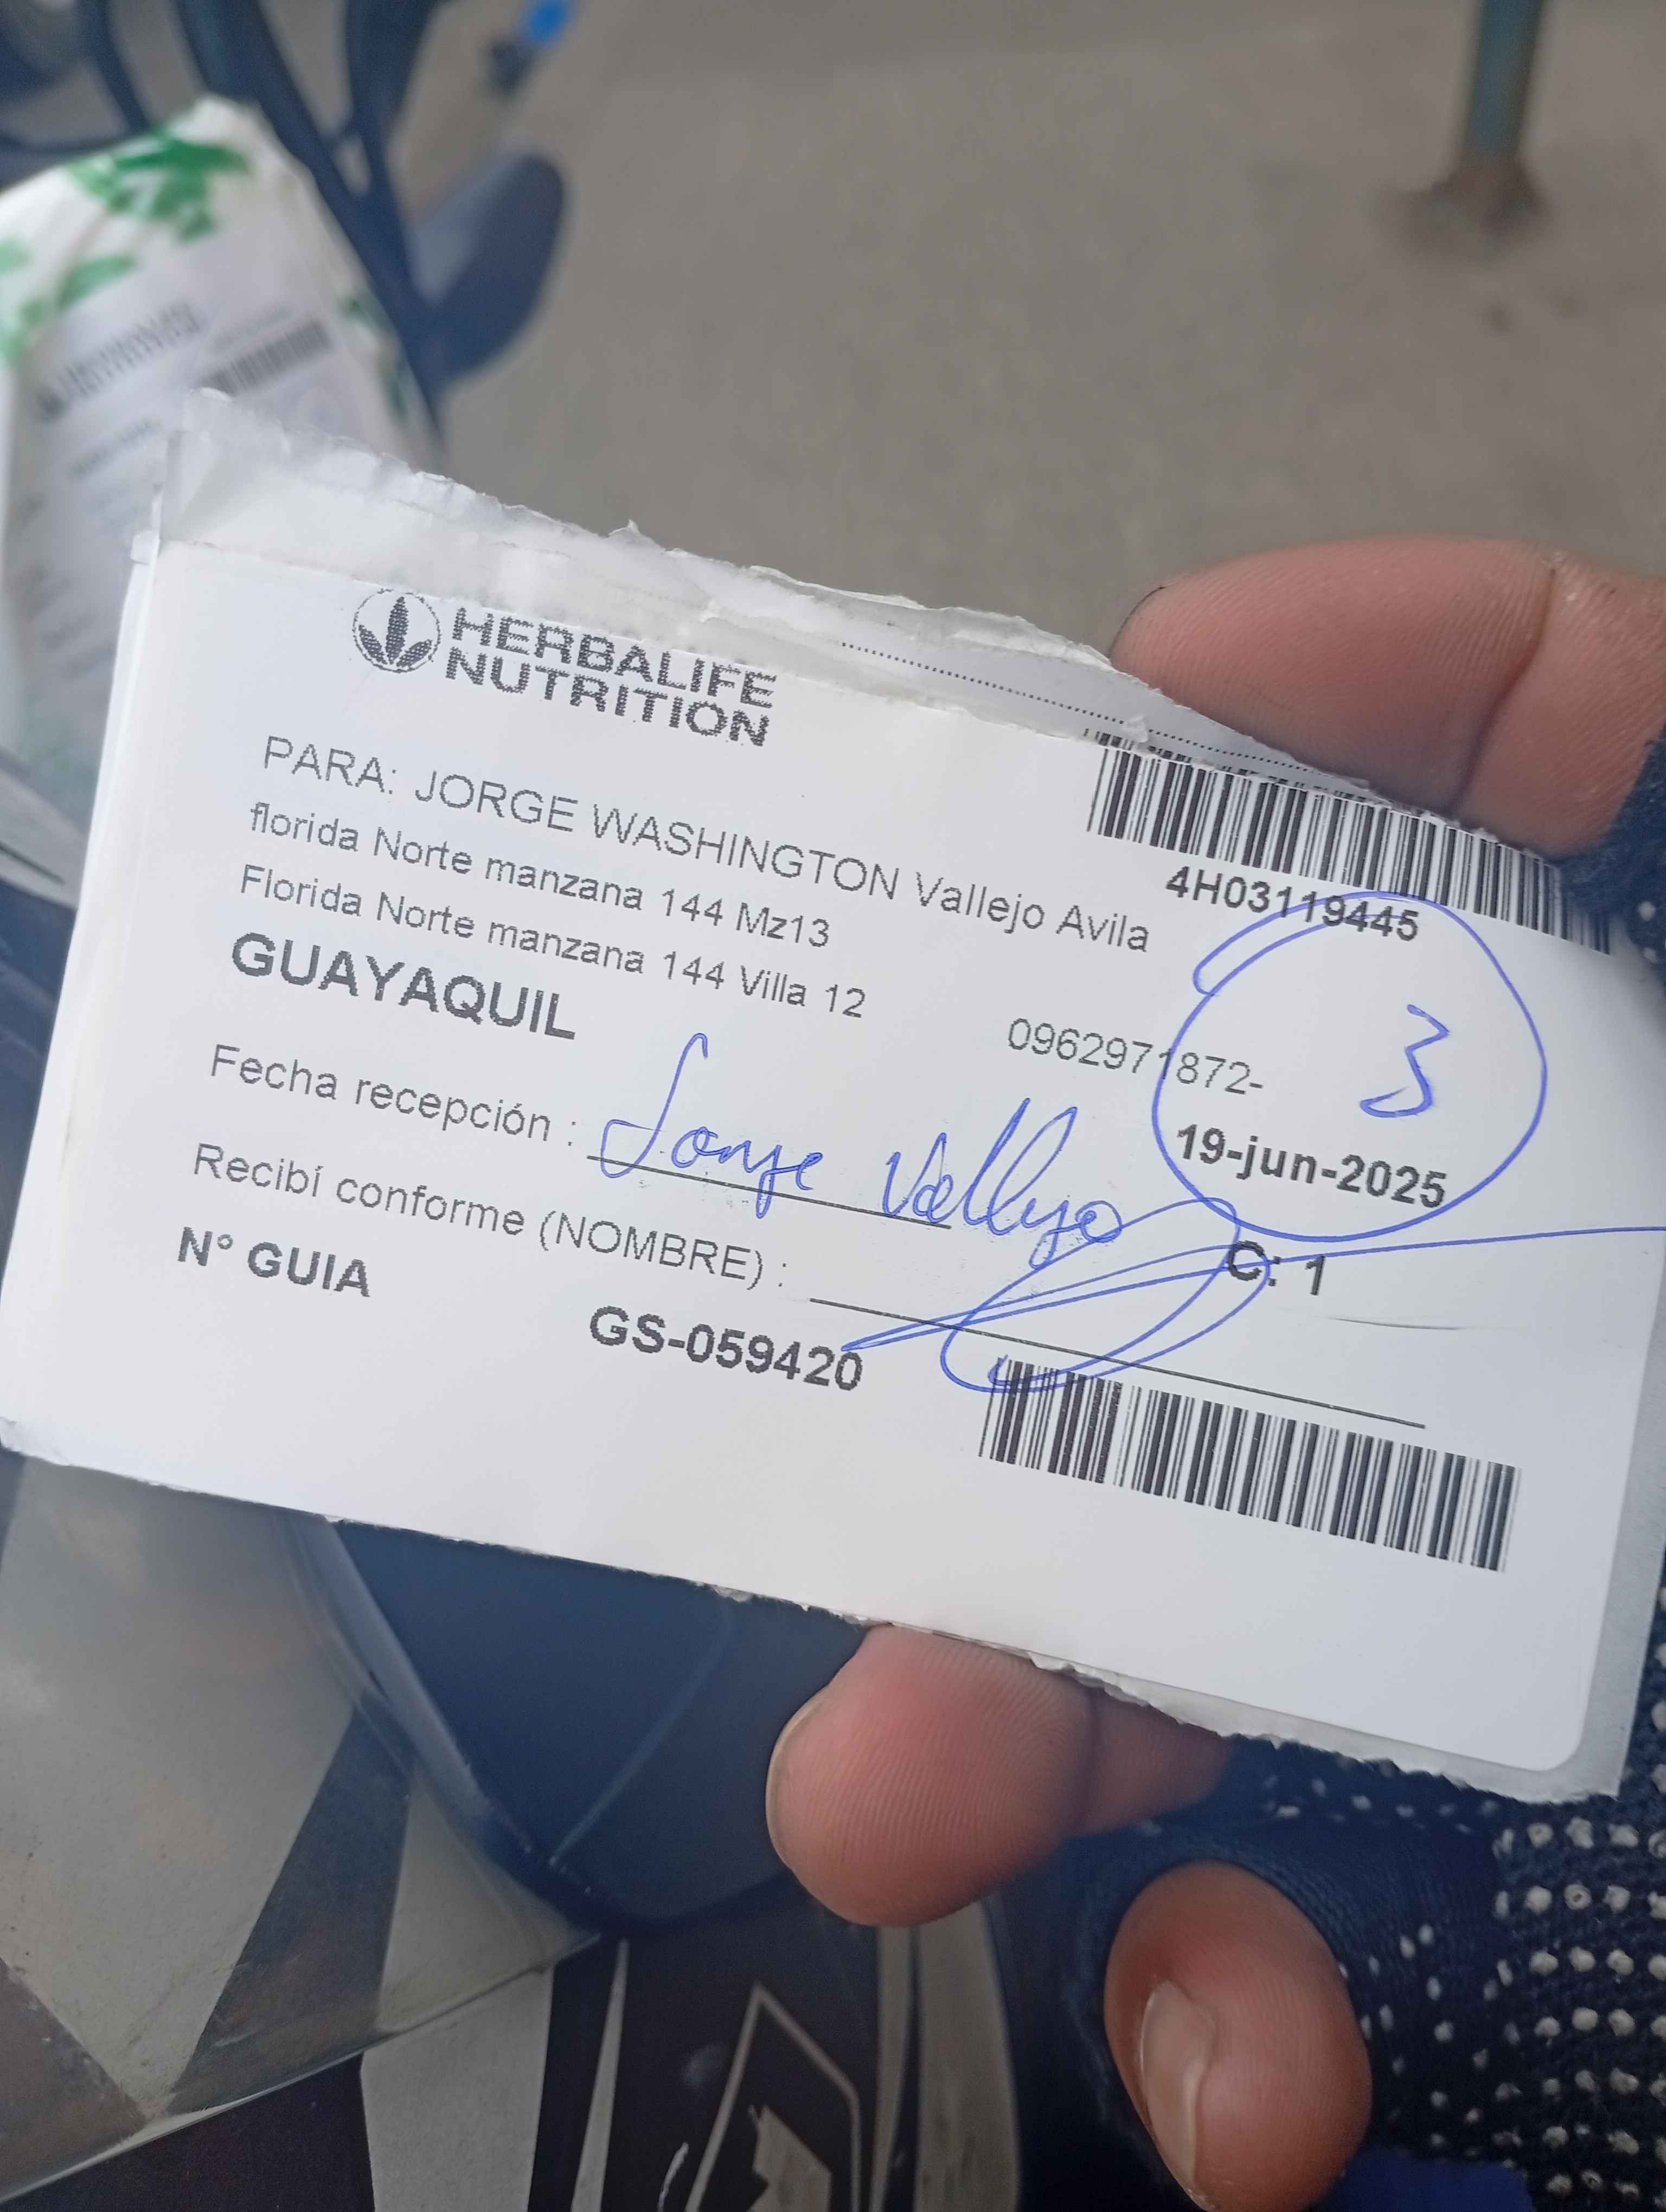 HERBALIFE
NUTRITION
4H03119445
PARA: JORGE WASHINGTON Vallejo Avila
florida Norte manzana 144 Mz13
Florida Norte manzana 144 Villa 12
GUAYAQUIL
0962971872-
3
19-jun-2025
Fecha recepción : Jorge Vallejo
Recibí conforme (NOMBRE) :
C: 1
N° GUIA
GS-059420